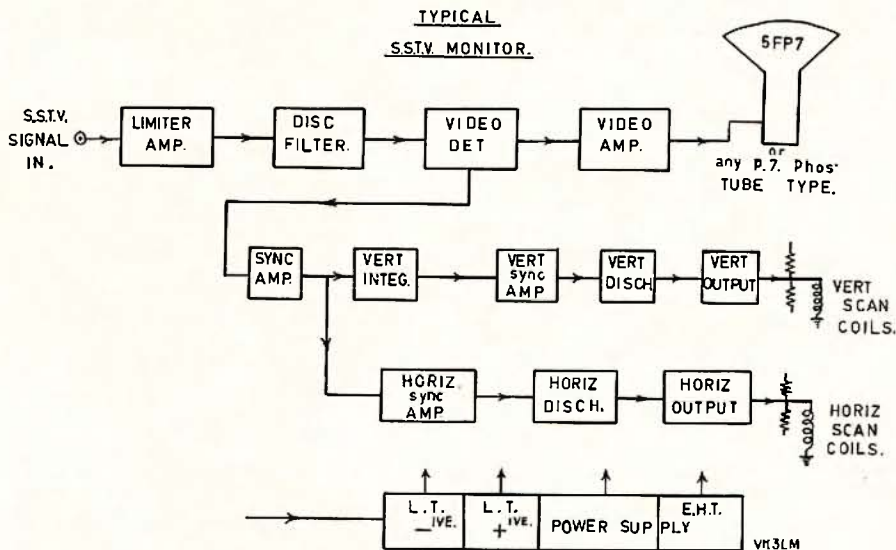 TYPICAL
S.S.T.V. MONITOR.
5FP7
S.S.T.V.
SIGNAL
IN.
LIMITER
AMP.
DISC
FILTER.
VIDEO
DET
VIDEO
AMP.
or
any P.7. Phos
TUBE TYPE.
SYNC
AMP.
VERT
INTEG.
VERT
sync
AMP
VERT
DISCH.
VERT
OUTPUT
VERT
SCAN
COILS.
HORIZ
sync
AMP.
HORIZ
DISCH.
HORIZ
OUTPUT
HORIZ
SCAN
COILS.
L.T.
-IVE.
L.T.
+IVE.
POWER SUPPLY
E.H.T.
VK3LM